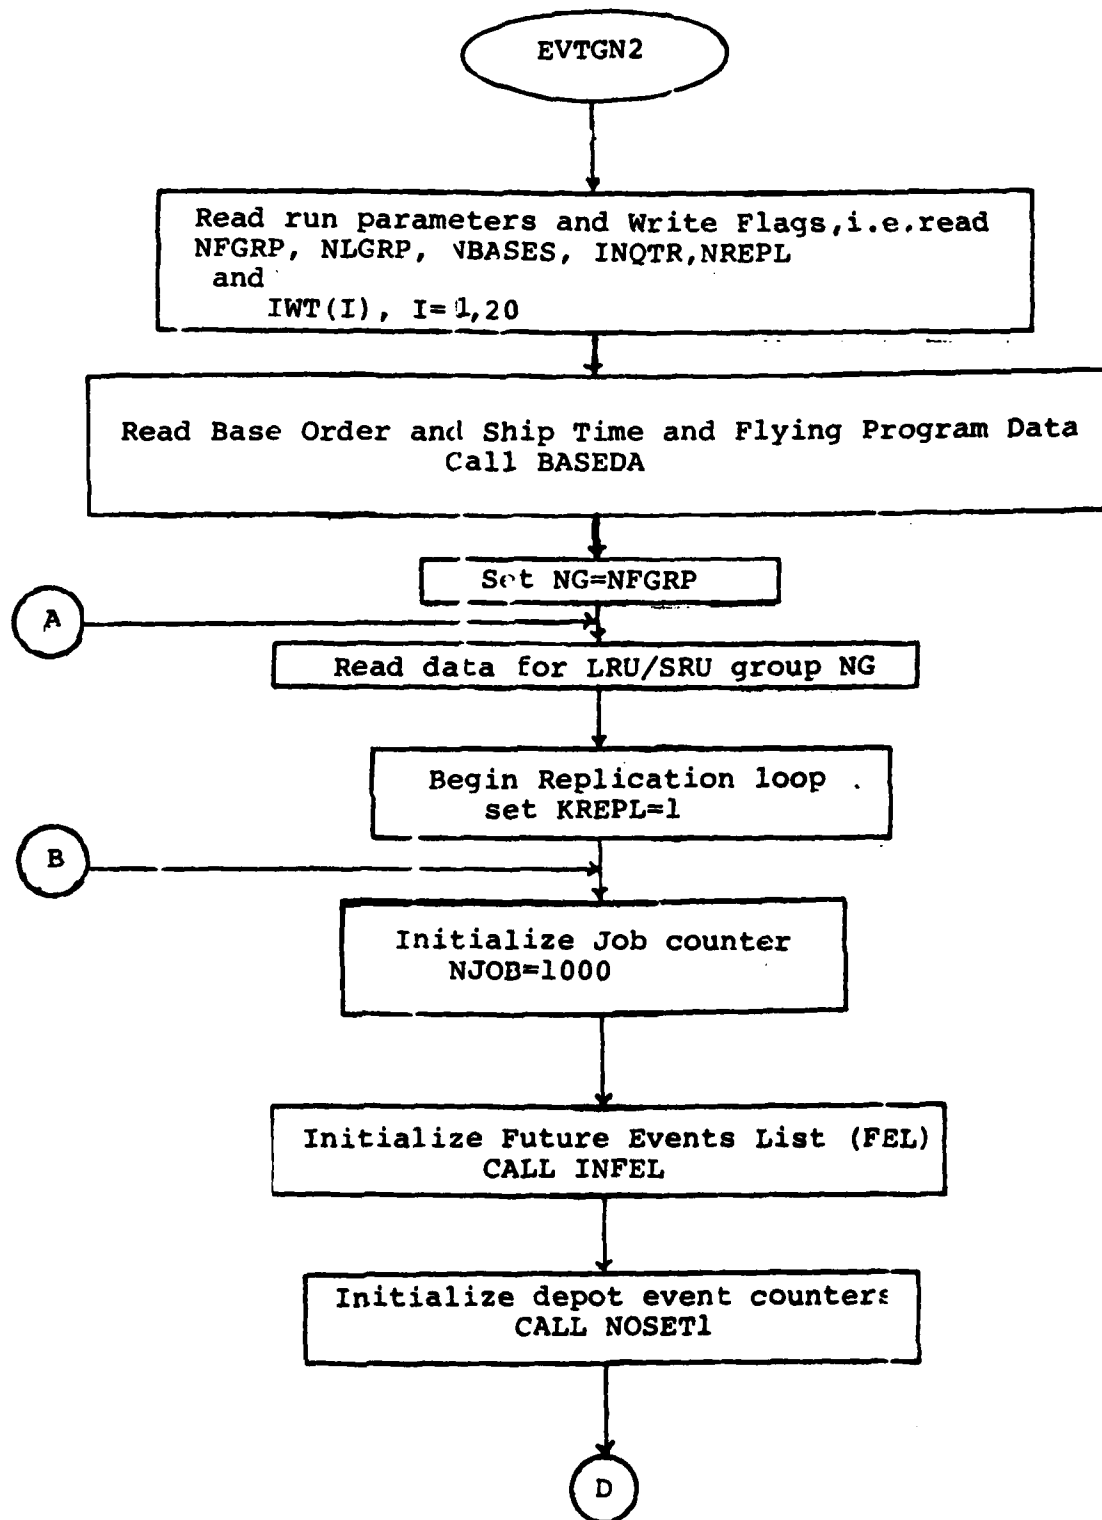 EVTGN2
Read run parameters and Write Flags,i.e.read
NFGRP, NLGRP, NBASES, INQTR,NREPL
and
IWT(I), I=1,20
Read Base Order and Ship Time and Flying Program Data
Call BASEDA
Set NG=NFGRP
A
Read data for LRU/SRU group NG
Begin Replication loop
set KREPL=1
B
Initialize Job counter
NJOB=1000
Initialize Future Events List (FEL)
CALL INFEL
Initialize depot event counters
CALL NOSET1
D